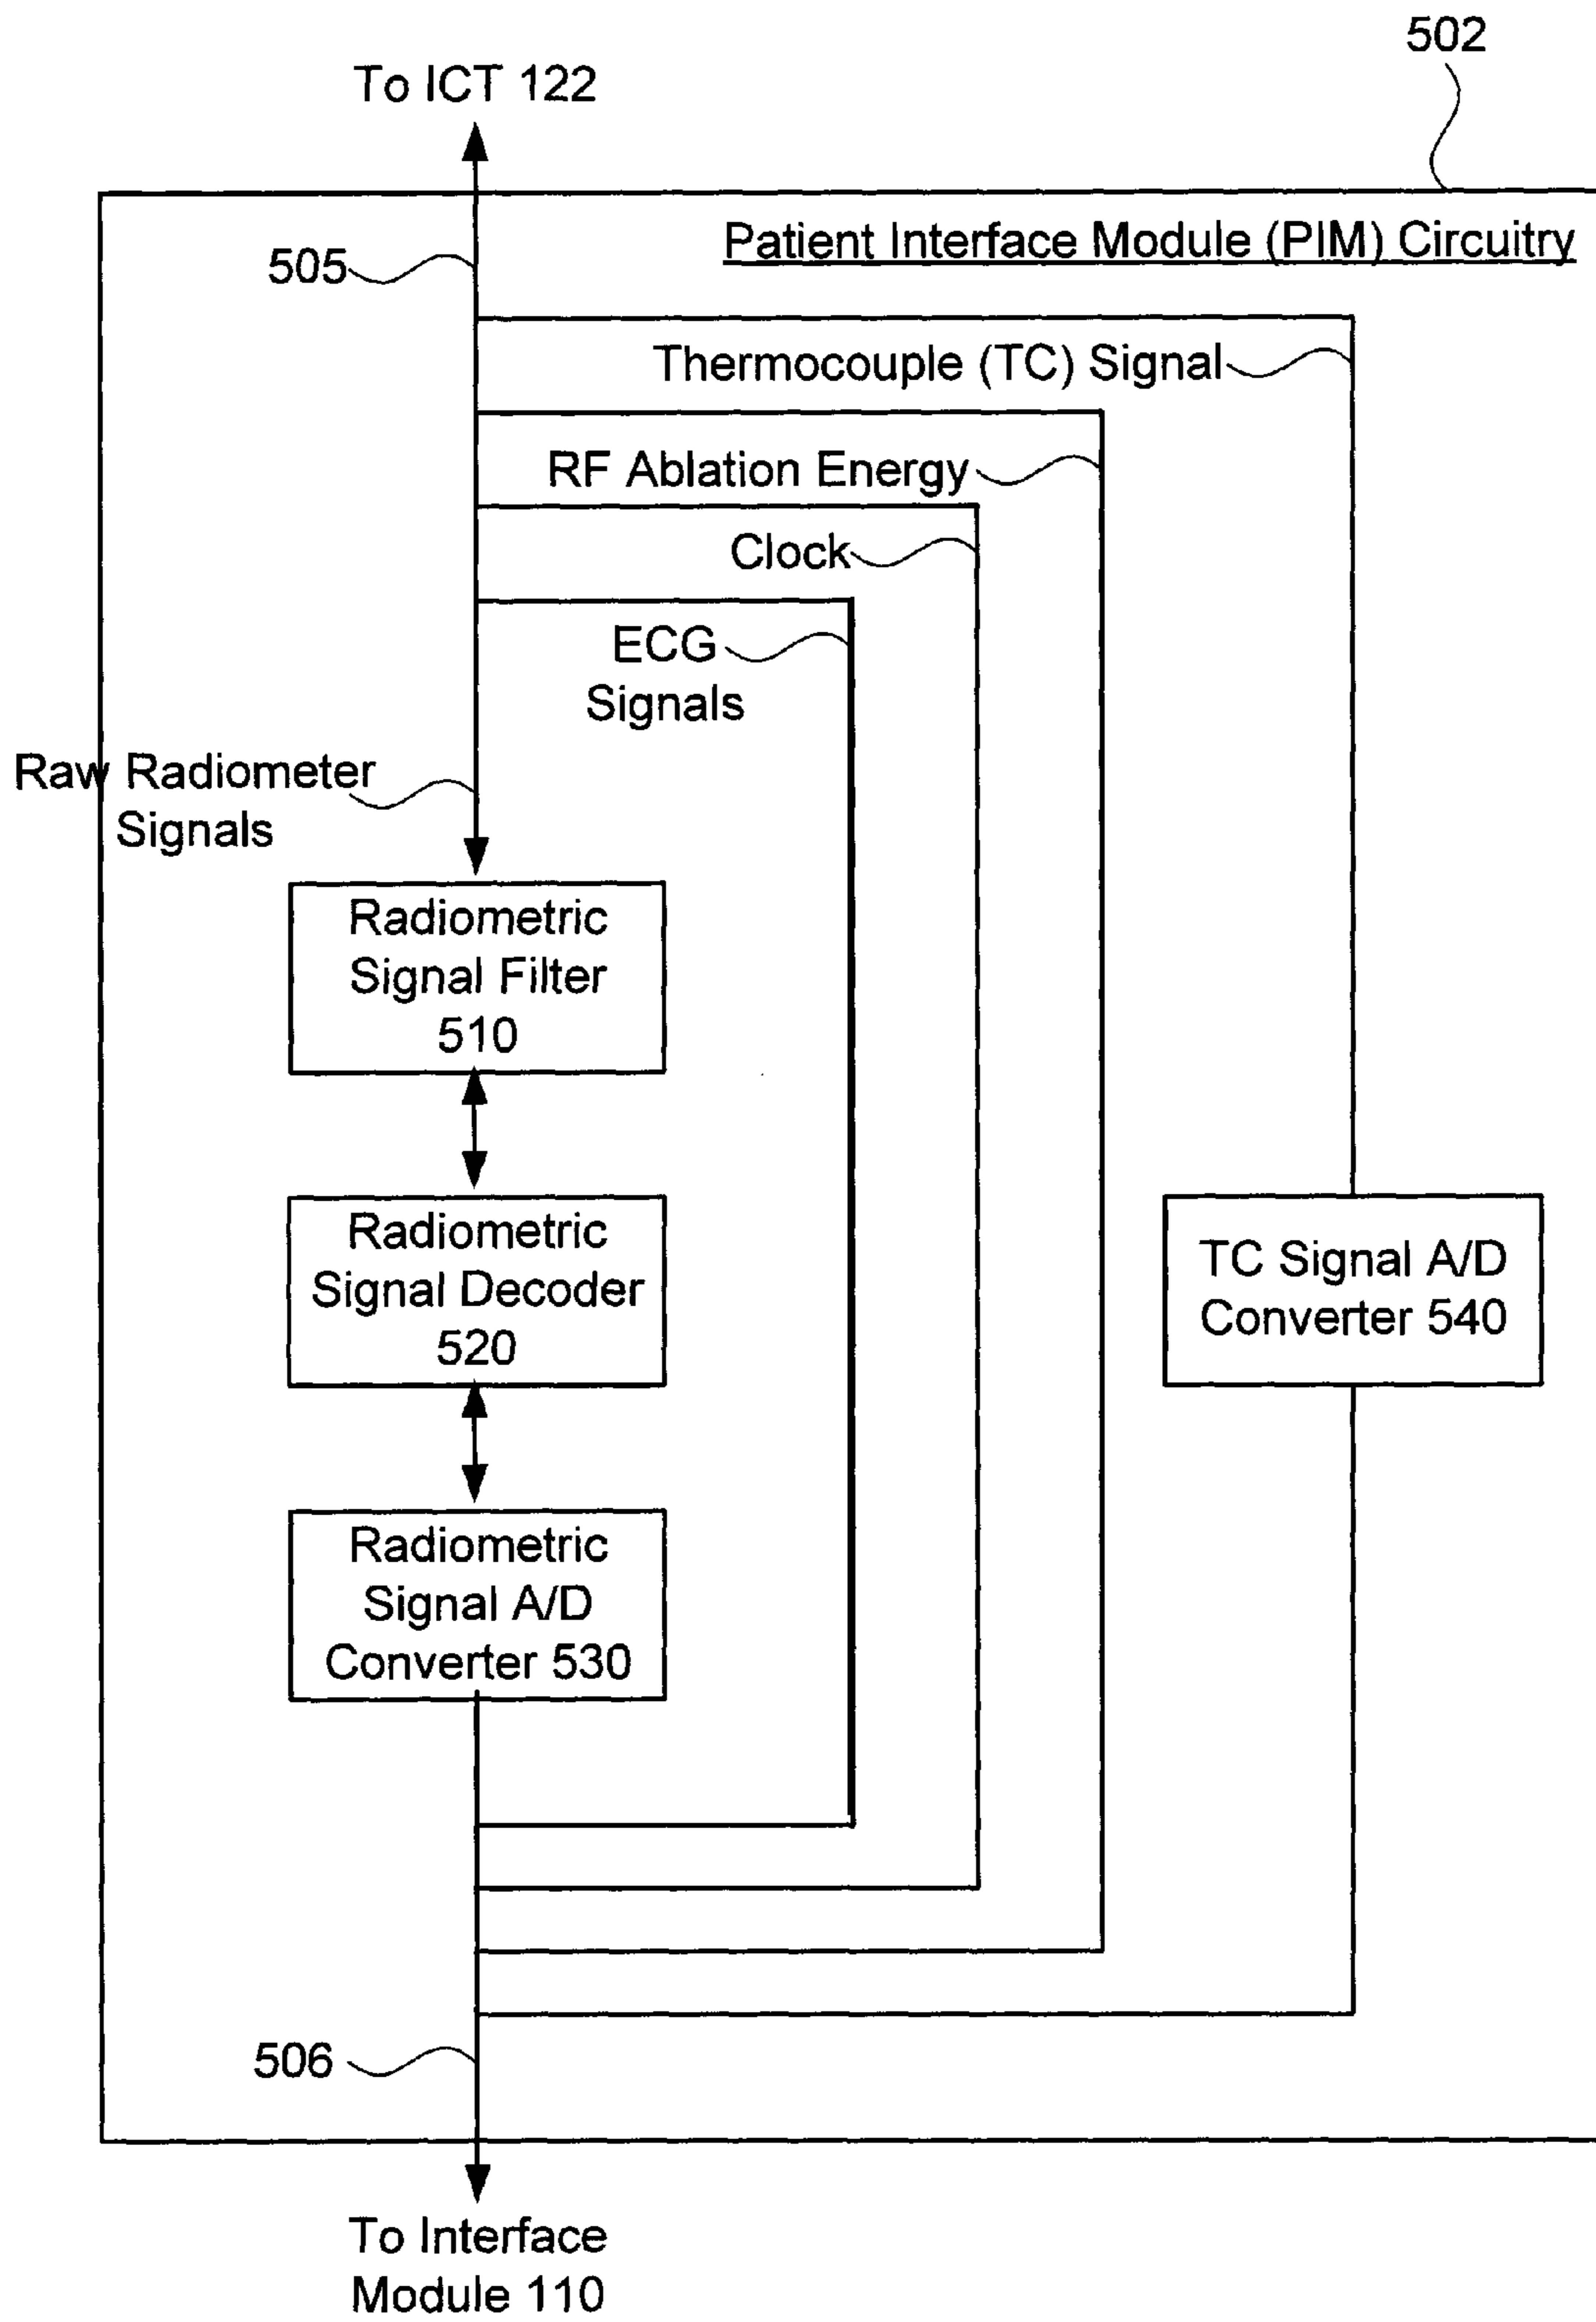 502
To ICT 122
Patient Interface Module (PIM) Circuitry
505
Thermocouple (TC) Signal
RF Ablation Energy
Clock
ECG
Signals
Raw Radiometer
Signals
Radiometric
Signal Filter
510
Radiometric
Signal Decoder
520
TC Signal A/D
Converter 540
Radiometric
Signal A/D
Converter 530
506
To Interface
Module 110